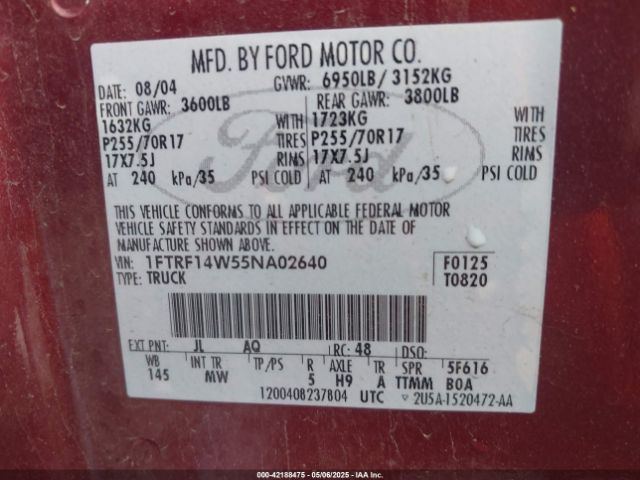 MFD. BY FORD MOTOR CO.
DATE: 08/04 GVWR: 6950LB/ 3152KG
FRONT GAWR: 3600LB REAR GAWR: 3800LB
1632KG WITH 1723KG WITH
P255/70R17 TIRES P255/70R17 TIRES
17X7.5J RIMS 17X7.5J RIMS
AT 240 kPa/35 PSI COLD AT 240 kPa/35 PSI COLD
Ford
THIS VEHICLE CONFORMS TO ALL APPLICABLE FEDERAL MOTOR
VEHICLE SAFETY STANDARDS IN EFFECT ON THE DATE OF
MANUFACTURE SHOWN ABOVE.
VIN: 1FTRF14W55NA02640 F0125
TYPE: TRUCK T0820
EXT PNT: JL AQ RC: 48 DSO:
WB INT TR TP/PS R AXLE TR SPR 5F616
145 MW 5 H9 A TTMM BOA
1200408237804 UTC ▽ 2U5A-1520472-AA
000-42188475 - 05/06/2025 - IAA, Inc.